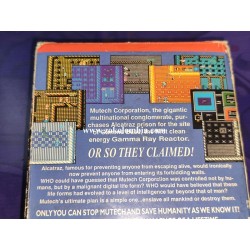 Mutech Corporation, the gigantic
multinational conglomerate, pur-
chases Alcatraz prison for the site
clean
energy Gamma Ray Reactor.
OR SO THEY CLAIMED!
Alcatraz, famous for preventing anyone from escaping alive, would ironically
now prevent anyone from entering its forbidding walls.
WHO could have guessed that Mutech Corporation was controlled not by hu-
mans, but by a malignant digital life form? WHO would have believed that these
life forms had evolved to a level of intelligence far beyond that of man?
Mutech's ultimate plan is a simple one...enslave all mankind or destroy them.
ONLY YOU CAN STOP MUTECH AND SAVE HUMANITY AS WE KNOW IT!